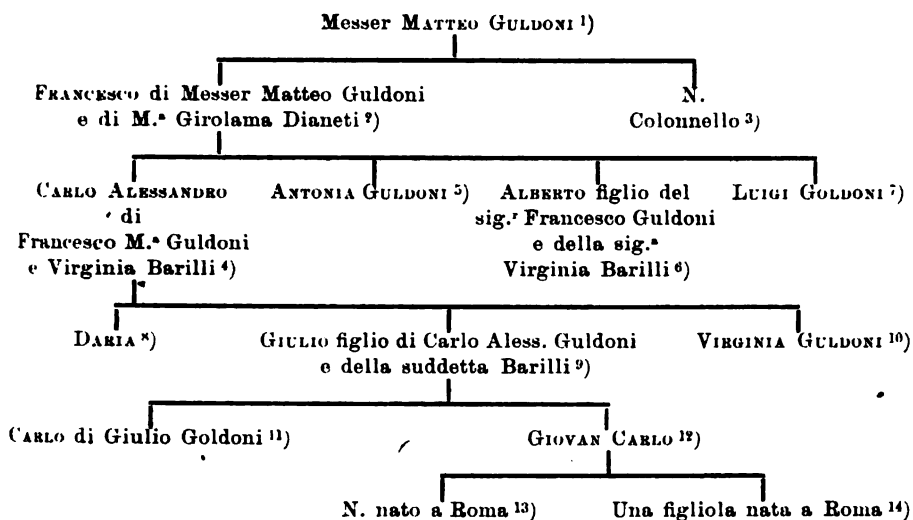 Messer MATTEO GULDONI ¹)
FRANCESCO di Messer Matteo Guldoni
e di M.ª Girolama Dianeti ²)
N.
Colonnello ³)
CARLO ALESSANDRO
di
Francesco M.ª Guldoni
e Virginia Barilli ⁴)
ANTONIA GULDONI ⁵)
ALBERTO figlio del
sig.ʳ Francesco Guldoni
e della sig.ª
Virginia Barilli ⁶)
LUIGI GOLDONI ⁷)
DARIA ⁸)
GIULIO figlio di Carlo Aless. Guldoni
e della suddetta Barilli ⁹)
VIRGINIA GULDONI ¹⁰)
CARLO di Giulio Goldoni ¹¹)
GIOVAN CARLO ¹²)
N. nato a Roma ¹³)
Una figliola nata a Roma ¹⁴)